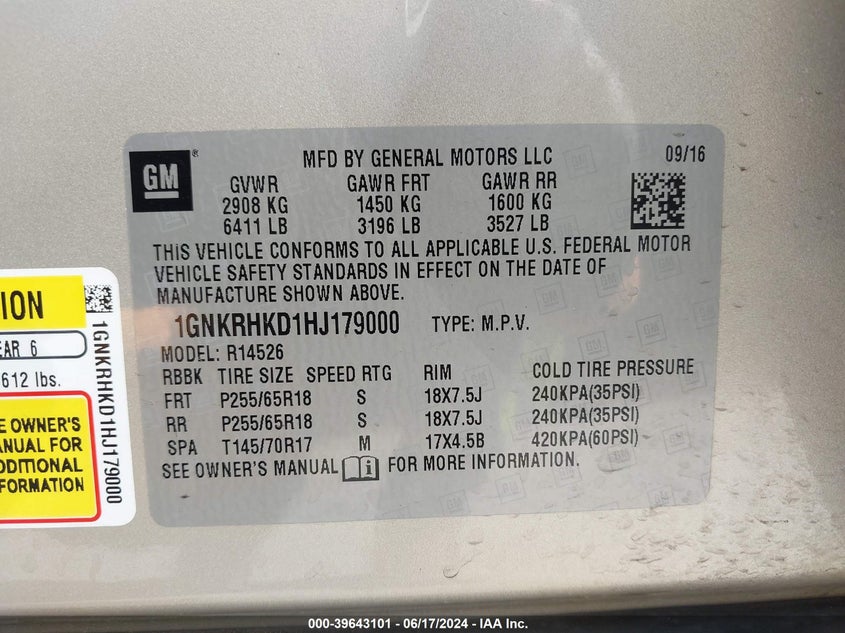 GM ®
MFD BY GENERAL MOTORS LLC 09/16
GVWR GAWR FRT GAWR RR
2908 KG 1450 KG 1600 KG
6411 LB 3196 LB 3527 LB
THIS VEHICLE CONFORMS TO ALL APPLICABLE U.S. FEDERAL MOTOR
VEHICLE SAFETY STANDARDS IN EFFECT ON THE DATE OF
MANUFACTURE SHOWN ABOVE.
1GNKRHKD1HJ179000 TYPE: M.P.V.
MODEL: R14526
RBBK TIRE SIZE SPEED RTG RIM COLD TIRE PRESSURE
FRT P255/65R18 S 18X7.5J 240KPA(35PSI)
RR P255/65R18 S 18X7.5J 240KPA(35PSI)
SPA T145/70R17 M 17X4.5B 420KPA(60PSI)
SEE OWNER'S MANUAL i FOR MORE INFORMATION.
ION
EAR 6
612 lbs.
E OWNER'S
ANUAL FOR
DDITIONAL
FORMATION
1GNKRHKD1HJ179000
000-39643101 - 06/17/2024 - IAA Inc.